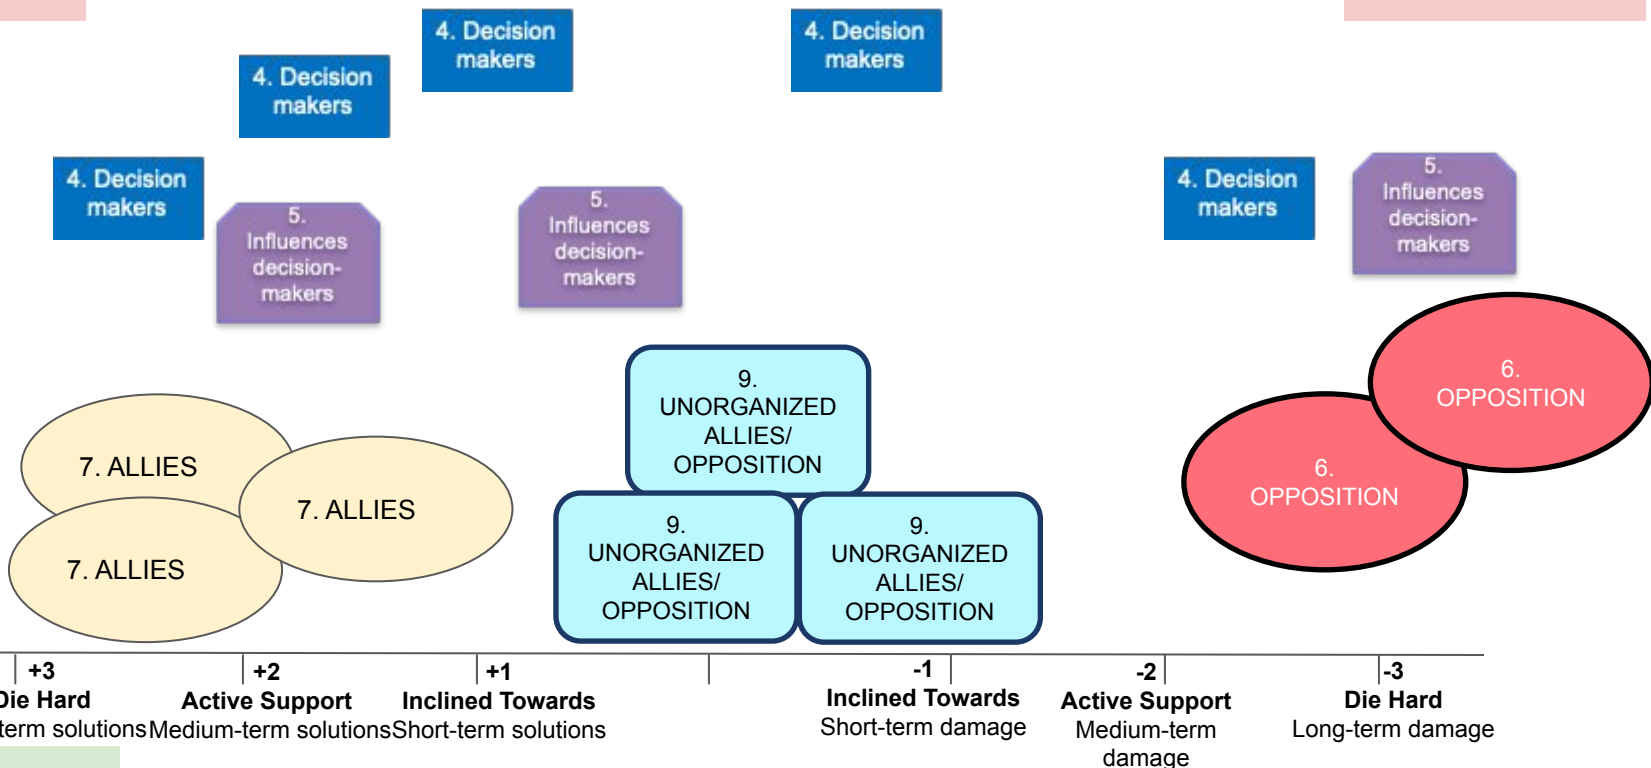 4. Decision
makers
4. Decision
makers
4. Decision
makers
4. Decision
makers
4. Decision
makers
5.
Influences
decision-
makers
5.
Influences
decision-
makers
5.
Influences
decision-
makers
6.
OPPOSITION
6.
OPPOSITION
9.
UNORGANIZED
ALLIES/
OPPOSITION
7. ALLIES
7. ALLIES
7. ALLIES
9.
UNORGANIZED
ALLIES/
OPPOSITION
9.
UNORGANIZED
ALLIES/
OPPOSITION
+3
Die Hard
term solutions
+2
Active Support
Medium-term solutions
+1
Inclined Towards
Short-term solutions
-1
Inclined Towards
Short-term damage
-2
Active Support
Medium-term
damage
-3
Die Hard
Long-term damage